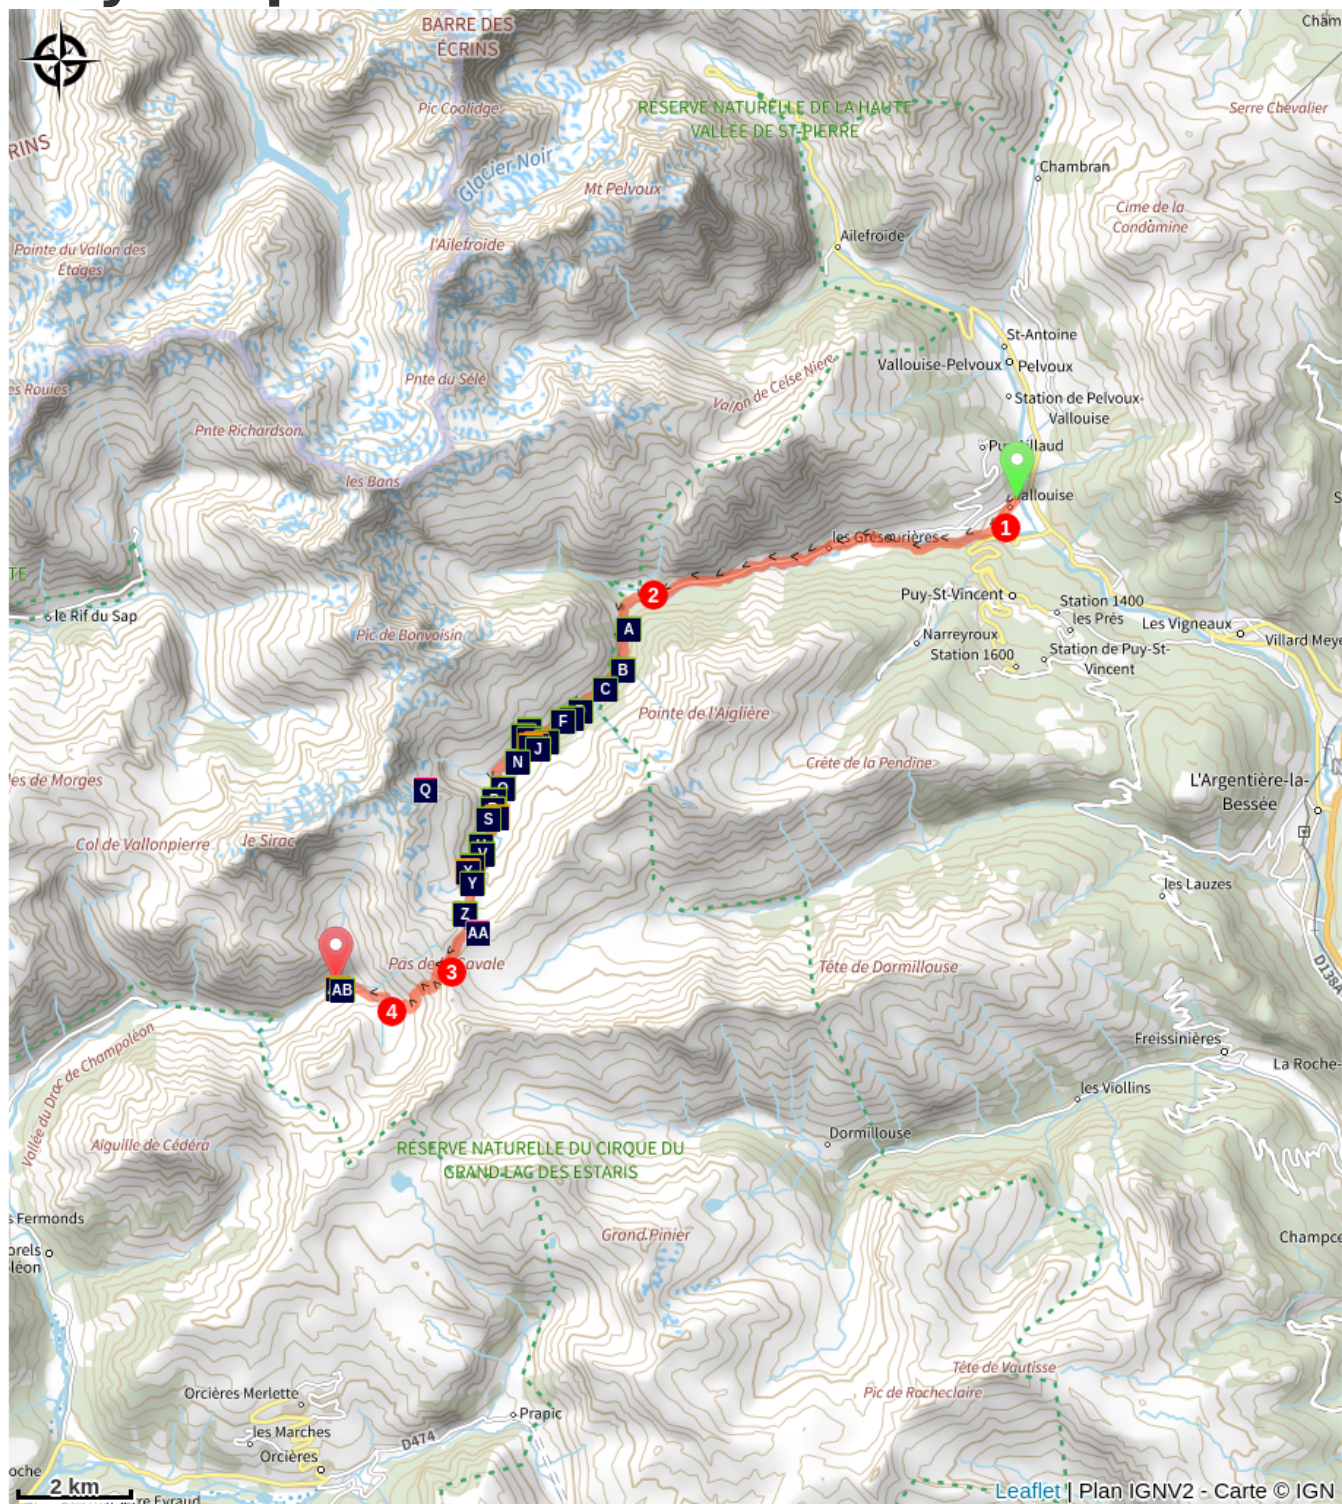 BARRE DES
ÉCRINS
Cham
Pic Coolidge
RÉSERVE NATURELLE DE LA HAUTE
VALLÉE DE ST-PIERRE
Serre Chevalier
RINS
Glacier Noir
Mt Pelvoux
Chambran
Cime de la
Condamine
Pointe du Vallon des
Étages
l'Ailefroide
Ailefroide
St-Antoine
Vallouise-Pelvoux
Pelvoux
es Rouies
Pnte du Sélé
Vallon de Celse Niere
Station de Pelvoux-
Vallouise
Pnte Richardson
les Bans
allouise
1
les Grésourières
TE
2
Puy-St-Vincent
Station 1400
les Prés
Les Vigneaux
le Rif du Sap
Pic de Bonvoisin
A
Narreyroux
Station 1600
Station de Puy-St-
Vincent
Villard Meye
B
C
F
Pointe de l'Aiglière
J
N
Crête de la Pendine
les de Morges
Q
L'Argentière-la-
Bessée
S
Col de Vallonpierre
le Sirac
V
X
Y
les Lauzes
Z
AA
Pas de
Cavale
3
Tête de Dormillouse
D138A
AB
4
Freissinières
La Roche-
Vallée du Drac de Champoléon
les Viollins
Aiguille de Cédéra
Dormillouse
RÉSERVE NATURELLE DU CIRQUE DU
GRAND LAC DES ESTARIS
s Fermonds
Grand Pinier
Champce
orels
léon
Tête de Vautisse
Pic de Rocheclaire
Orcières Merlette
Prapic
les Marches
D474
Orcières
oche
2 km
Leaflet | Plan IGNV2 - Carte © IGN